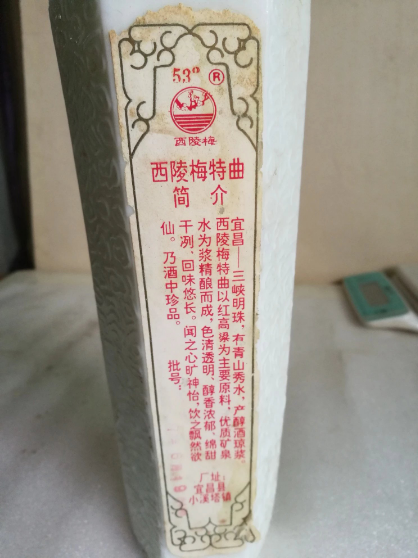 53° ®
西陵梅
西陵梅特曲
简介
宜昌——三峡明珠，有青山秀水，产醇酒琼浆。
西陵梅特曲以红高粱为主要原料，优质矿泉
水为浆精酿而成，色清透明、醇香浓郁、绵甜
干冽、回味悠长。闻之心旷神怡，饮之飘然欲
仙。乃酒中珍品。
批号。
厂址：
宜昌县
小溪塔镇